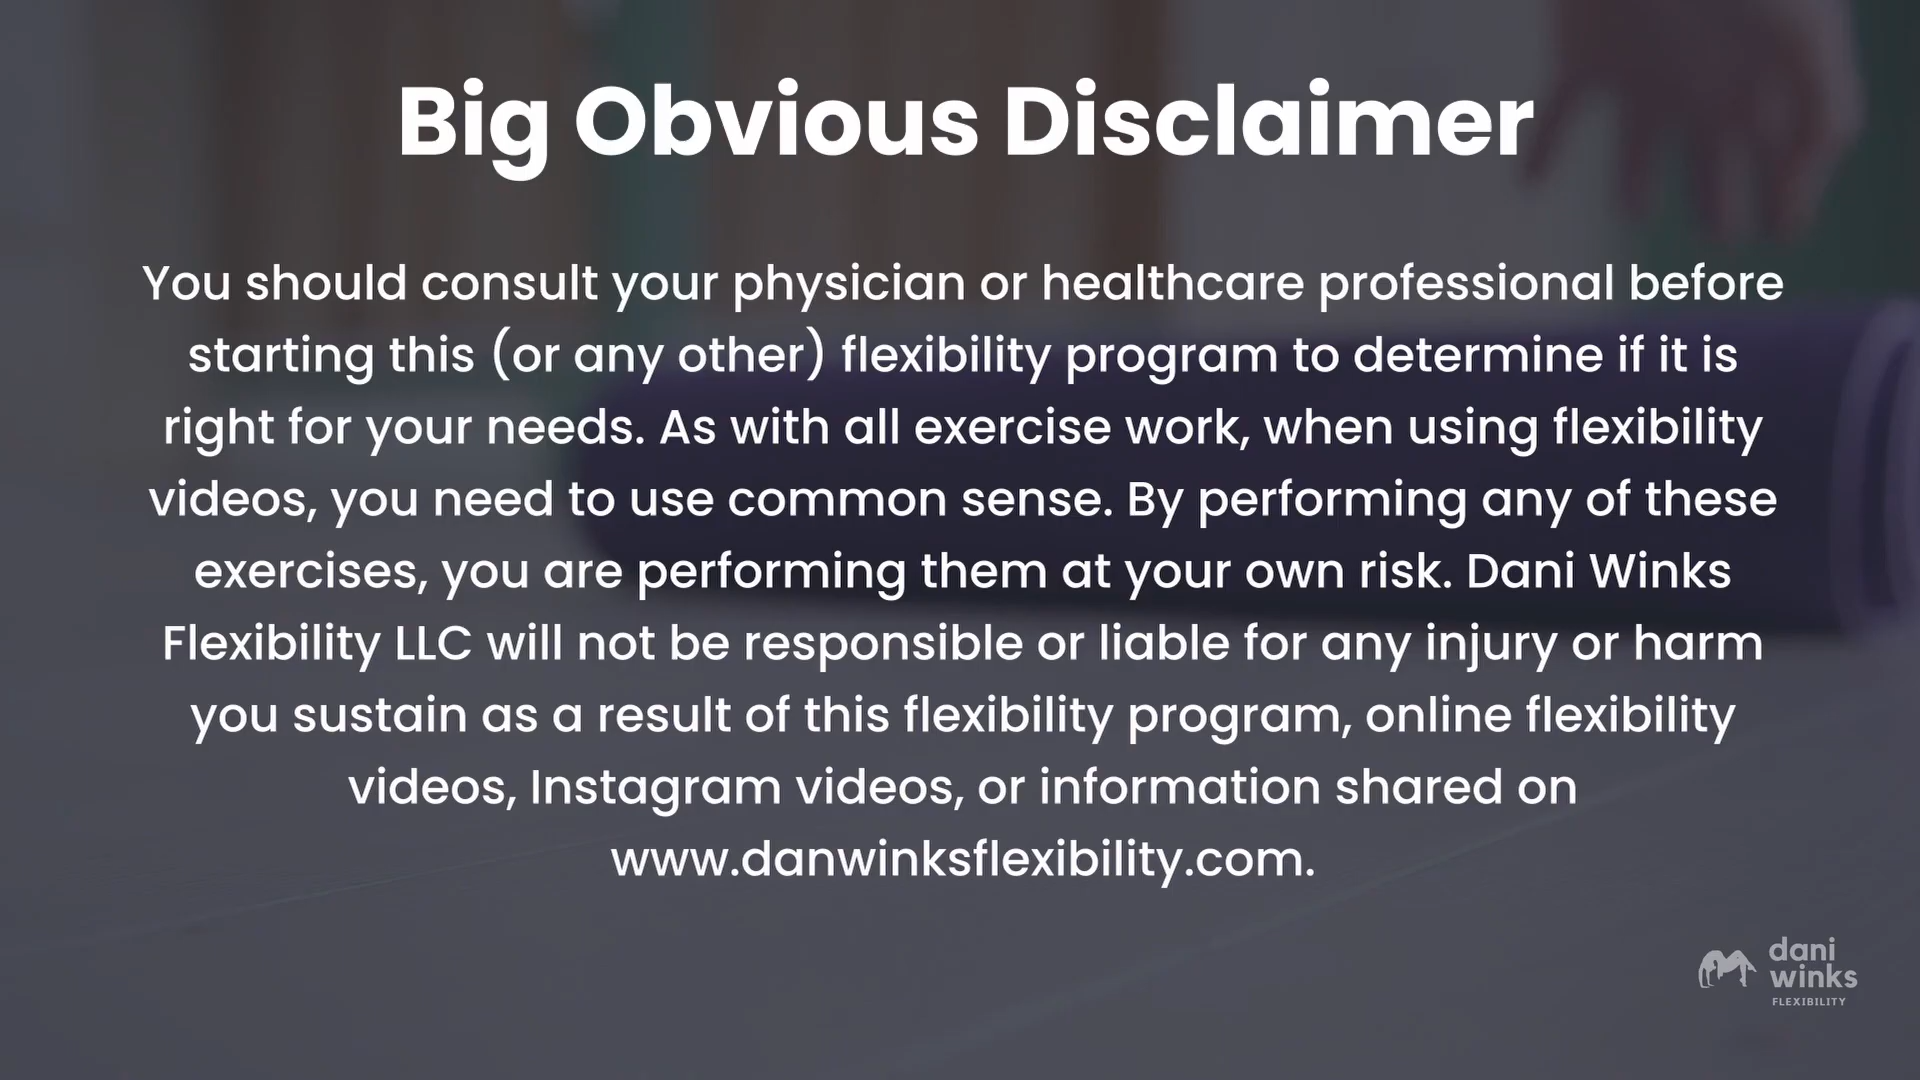 Big Obvious Disclaimer
You should consult your physician or healthcare professional before
starting this (or any other) flexibility program to determine if it is
right for your needs. As with all exercise work, when using flexibility
videos, you need to use common sense. By performing any of these
exercises, you are performing them at your own risk. Dani Winks
Flexibility LLC will not be responsible or liable for any injury or harm
you sustain as a result of this flexibility program, online flexibility
videos, Instagram videos, or information shared on
www.danwinksflexibility.com.
dani
winks
FLEXIBILITY